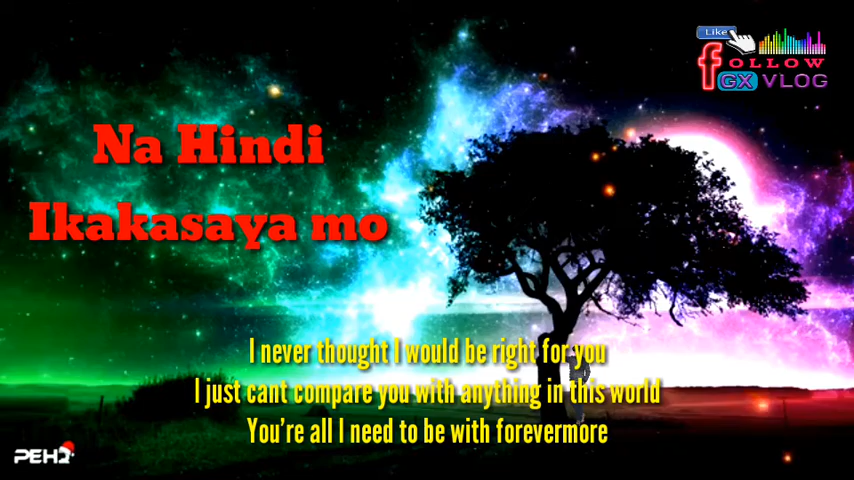 Like
FOLLOW
GX VLOG
Na Hindi
Ikakasaya mo
I never thought I would be right for you
I just cant compare you with anything in this world
You're all I need to be with forevermore
PEH2